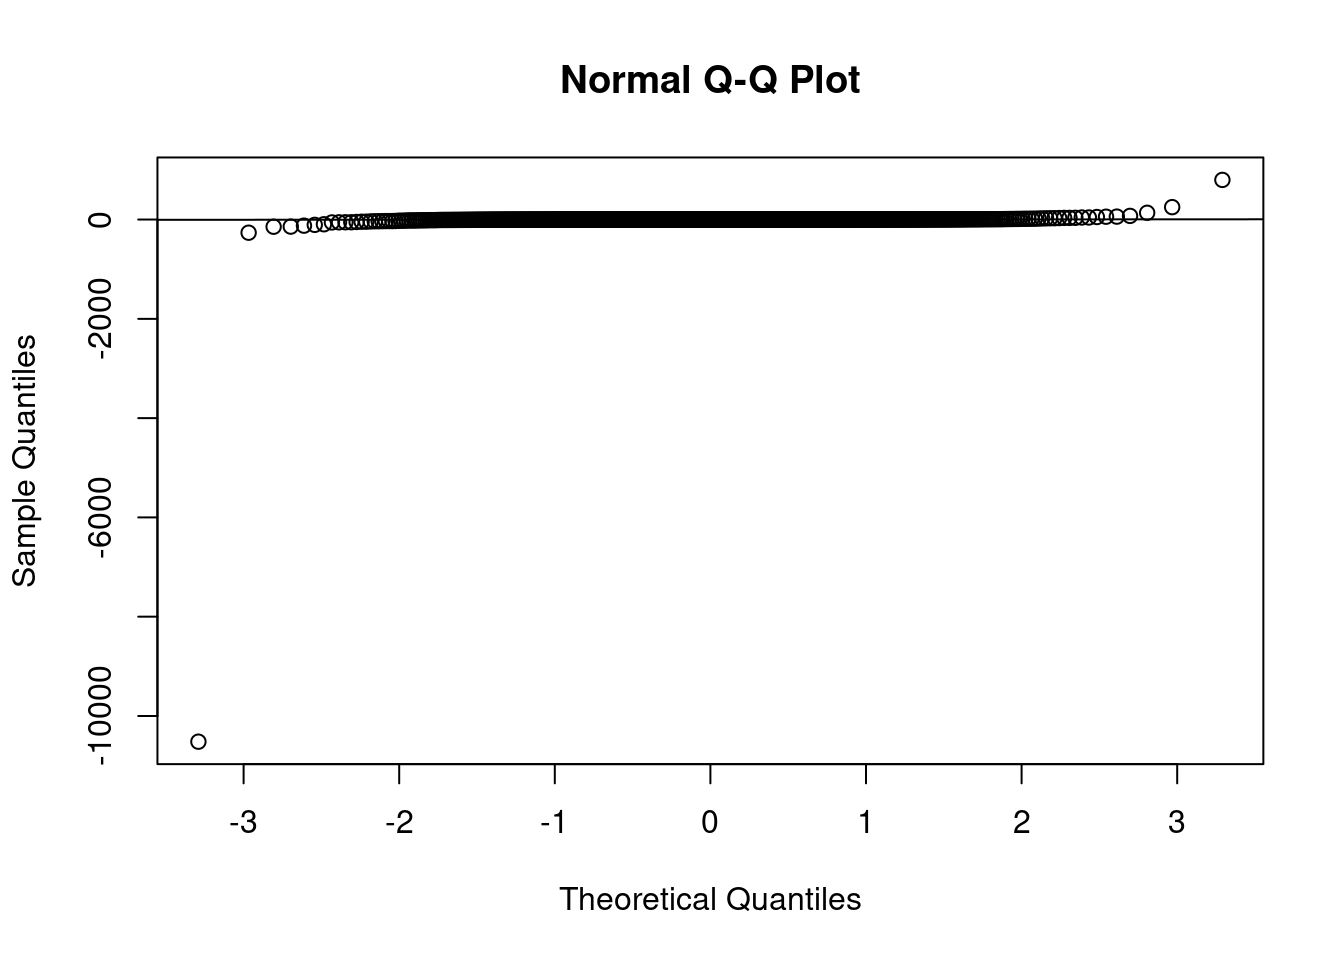 Normal Q-Q Plot
Sample Quantiles
0
-2000
-6000
-10000
-3 -2 -1 0 1 2 3
Theoretical Quantiles